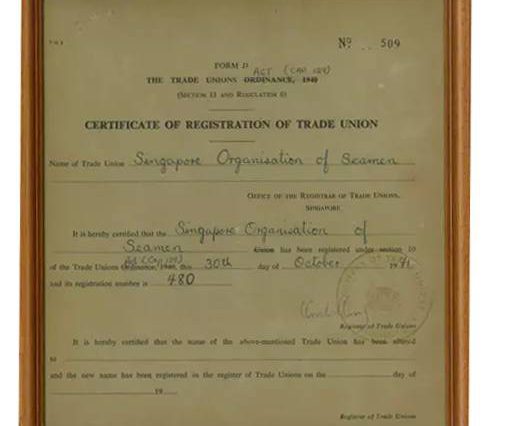 Nº 509
FORM D
ACT (CAP 129)
THE TRADE UNIONS ORDINANCE, 1940
(SECTION 11 AND REGULATION 6)
CERTIFICATE OF REGISTRATION OF TRADE UNION
Name of Trade Union Singapore Organisation of Seamen
OFFICE OF THE REGISTRAR OF TRADE UNIONS,
SINGAPORE
It is hereby certified that the Singapore Organisation of
Seamen Union has been registered under section 10
Act (Cap 129)
of the Trade Unions Ordinance, 1940, this 30th day of October 1971
and its registration number is 480
Registrar of Trade Unions
It is hereby certified that the name of the above-mentioned Trade Union has been altered
to
and the new name has been registered in the register of Trade Unions on the day of
19
Registrar of Trade Unions